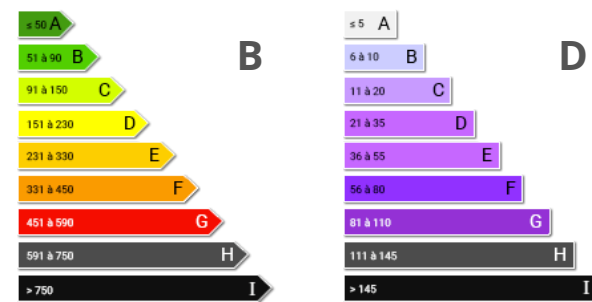 ≤ 50 A
51 à 90 B
91 à 150 C
151 à 230 D
231 à 330 E
331 à 450 F
451 à 590 G
591 à 750 H
> 750 I
B
≤ 5 A
6 à 10 B
11 à 20 C
21 à 35 D
36 à 55 E
56 à 80 F
81 à 110 G
111 à 145 H
> 145 I
D